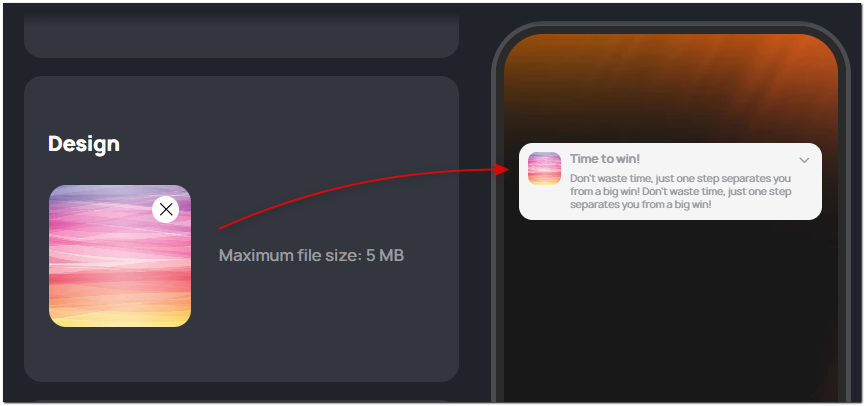 Design
Maximum file size: 5 MB
Time to win!
Don't waste time, just one step separates you
from a big win! Don't waste time, just one step
separates you from a big win!